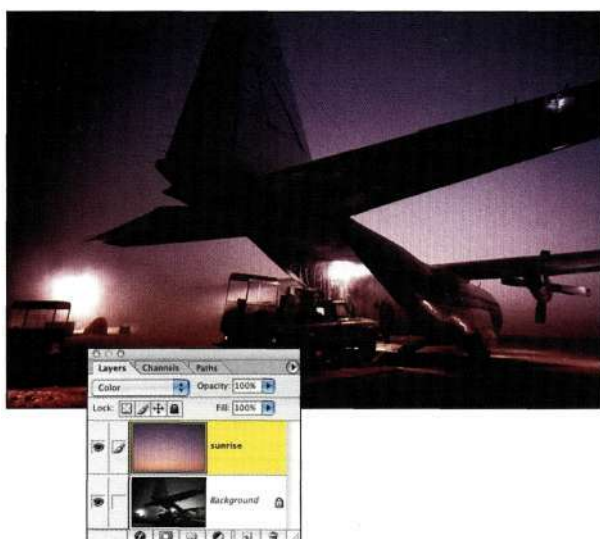 Layers Channels Paths
Color Opacity: 100%
Lock: Fill: 100%
sunrise
Background